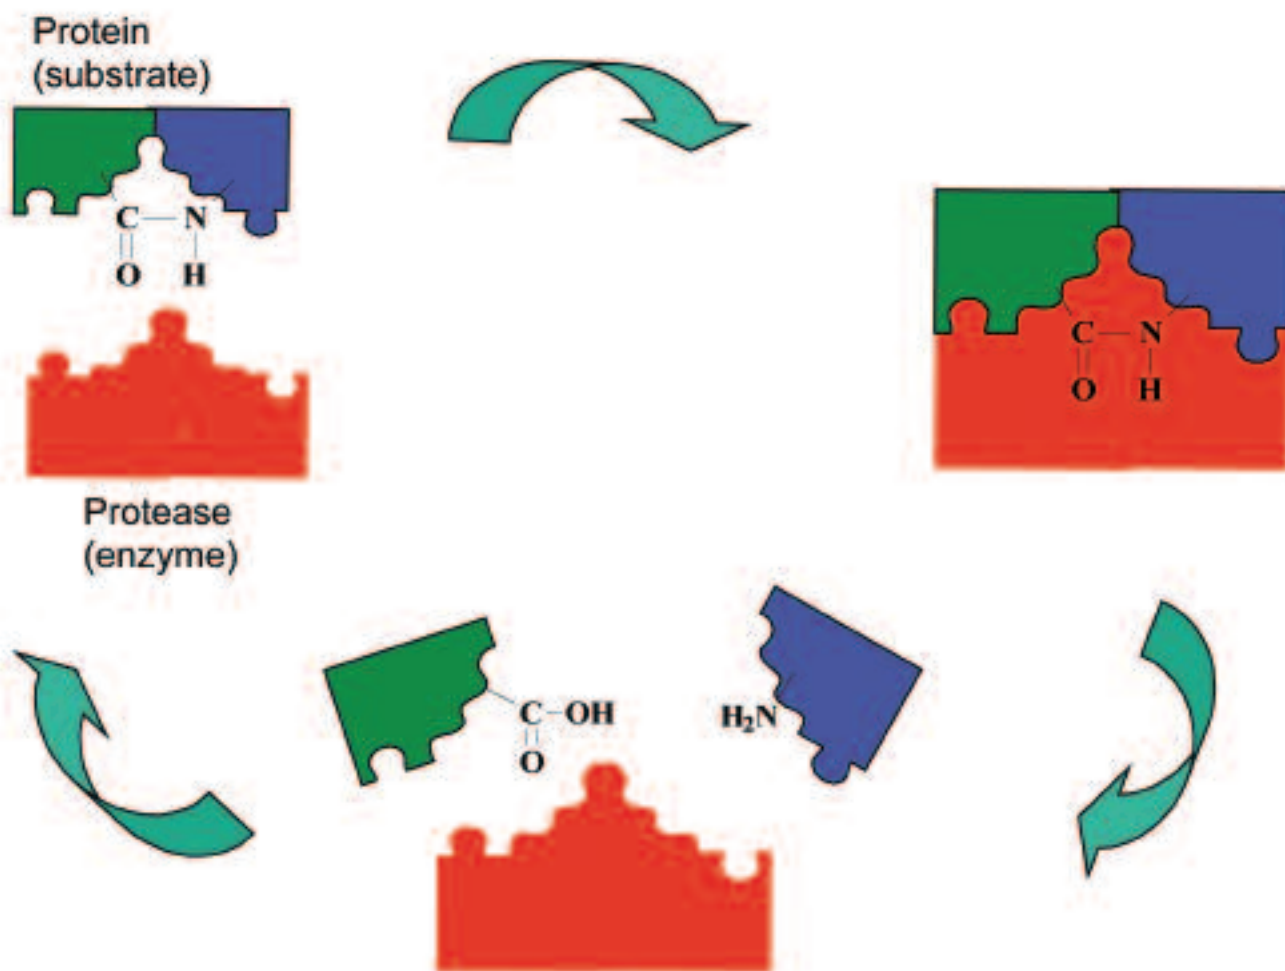 Protein
(substrate)
C—N
O H
C—N
O H
Protease
(enzyme)
C–OH
O
H₂N